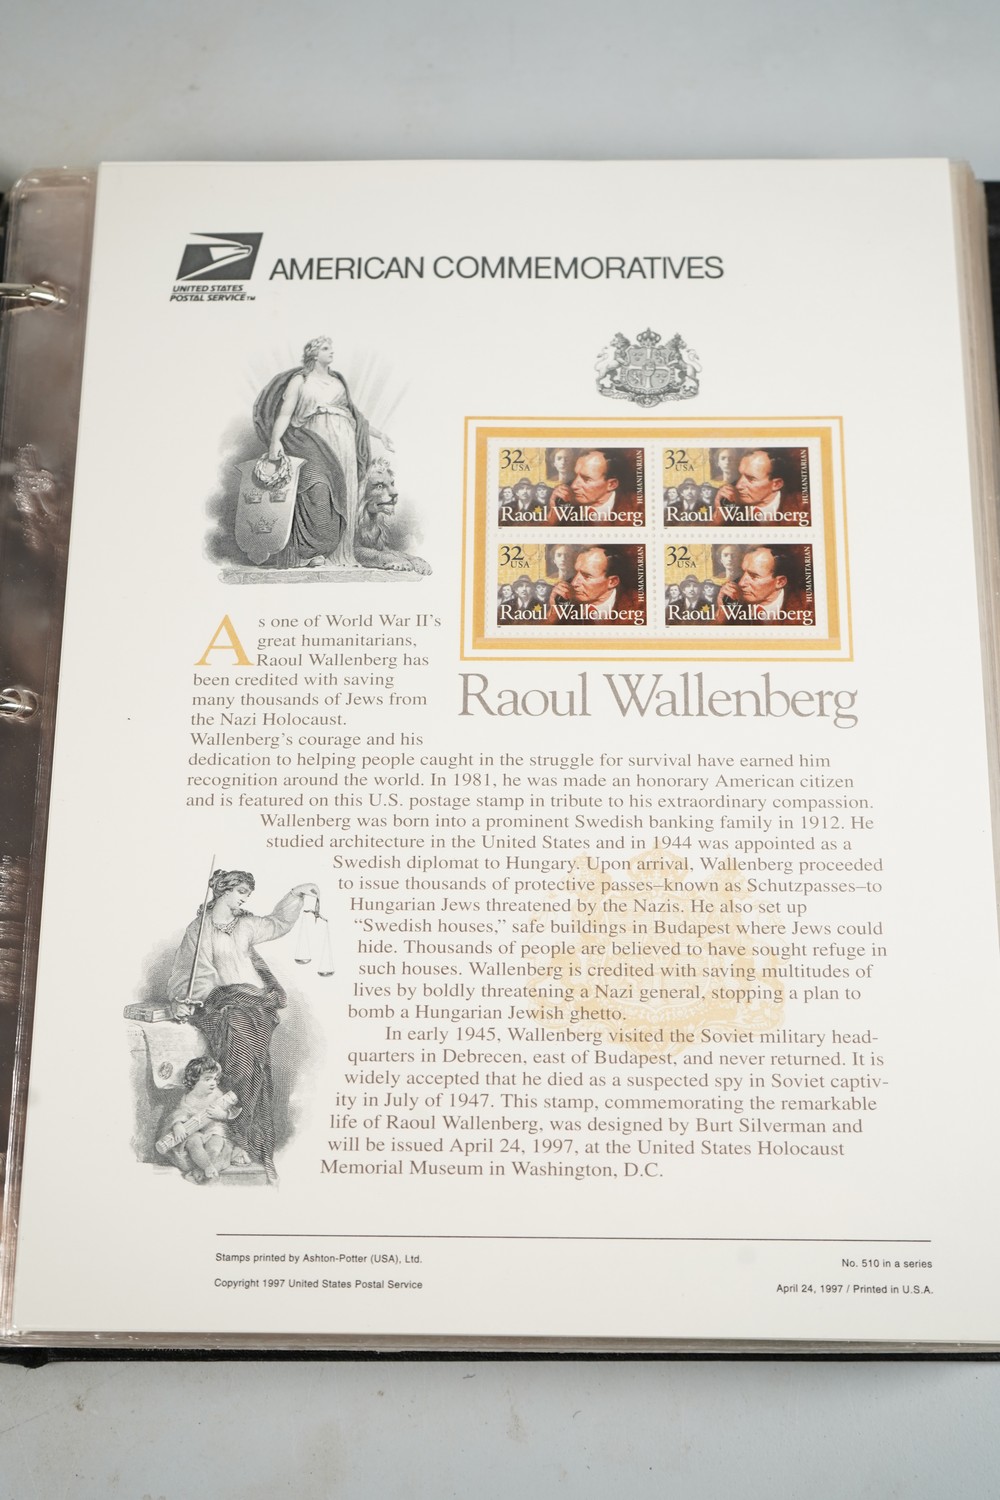 UNITED STATES
POSTAL SERVICE™
AMERICAN COMMEMORATIVES
32
USA
HUMANITARIAN
Raoul Wallenberg
32
USA
HUMANITARIAN
Raoul Wallenberg
32
USA
HUMANITARIAN
Raoul Wallenberg
32
USA
HUMANITARIAN
Raoul Wallenberg
Raoul Wallenberg
As one of World War II's
great humanitarians,
Raoul Wallenberg has
been credited with saving
many thousands of Jews from
the Nazi Holocaust.
Wallenberg's courage and his
dedication to helping people caught in the struggle for survival have earned him
recognition around the world. In 1981, he was made an honorary American citizen
and is featured on this U.S. postage stamp in tribute to his extraordinary compassion.
Wallenberg was born into a prominent Swedish banking family in 1912. He
studied architecture in the United States and in 1944 was appointed as a
Swedish diplomat to Hungary. Upon arrival, Wallenberg proceeded
to issue thousands of protective passes–known as Schutzpasses–to
Hungarian Jews threatened by the Nazis. He also set up
“Swedish houses,” safe buildings in Budapest where Jews could
hide. Thousands of people are believed to have sought refuge in
such houses. Wallenberg is credited with saving multitudes of
lives by boldly threatening a Nazi general, stopping a plan to
bomb a Hungarian Jewish ghetto.
In early 1945, Wallenberg visited the Soviet military head-
quarters in Debrecen, east of Budapest, and never returned. It is
widely accepted that he died as a suspected spy in Soviet captiv-
ity in July of 1947. This stamp, commemorating the remarkable
life of Raoul Wallenberg, was designed by Burt Silverman and
will be issued April 24, 1997, at the United States Holocaust
Memorial Museum in Washington, D.C.
Stamps printed by Ashton-Potter (USA), Ltd.
No. 510 in a series
Copyright 1997 United States Postal Service
April 24, 1997 / Printed in U.S.A.